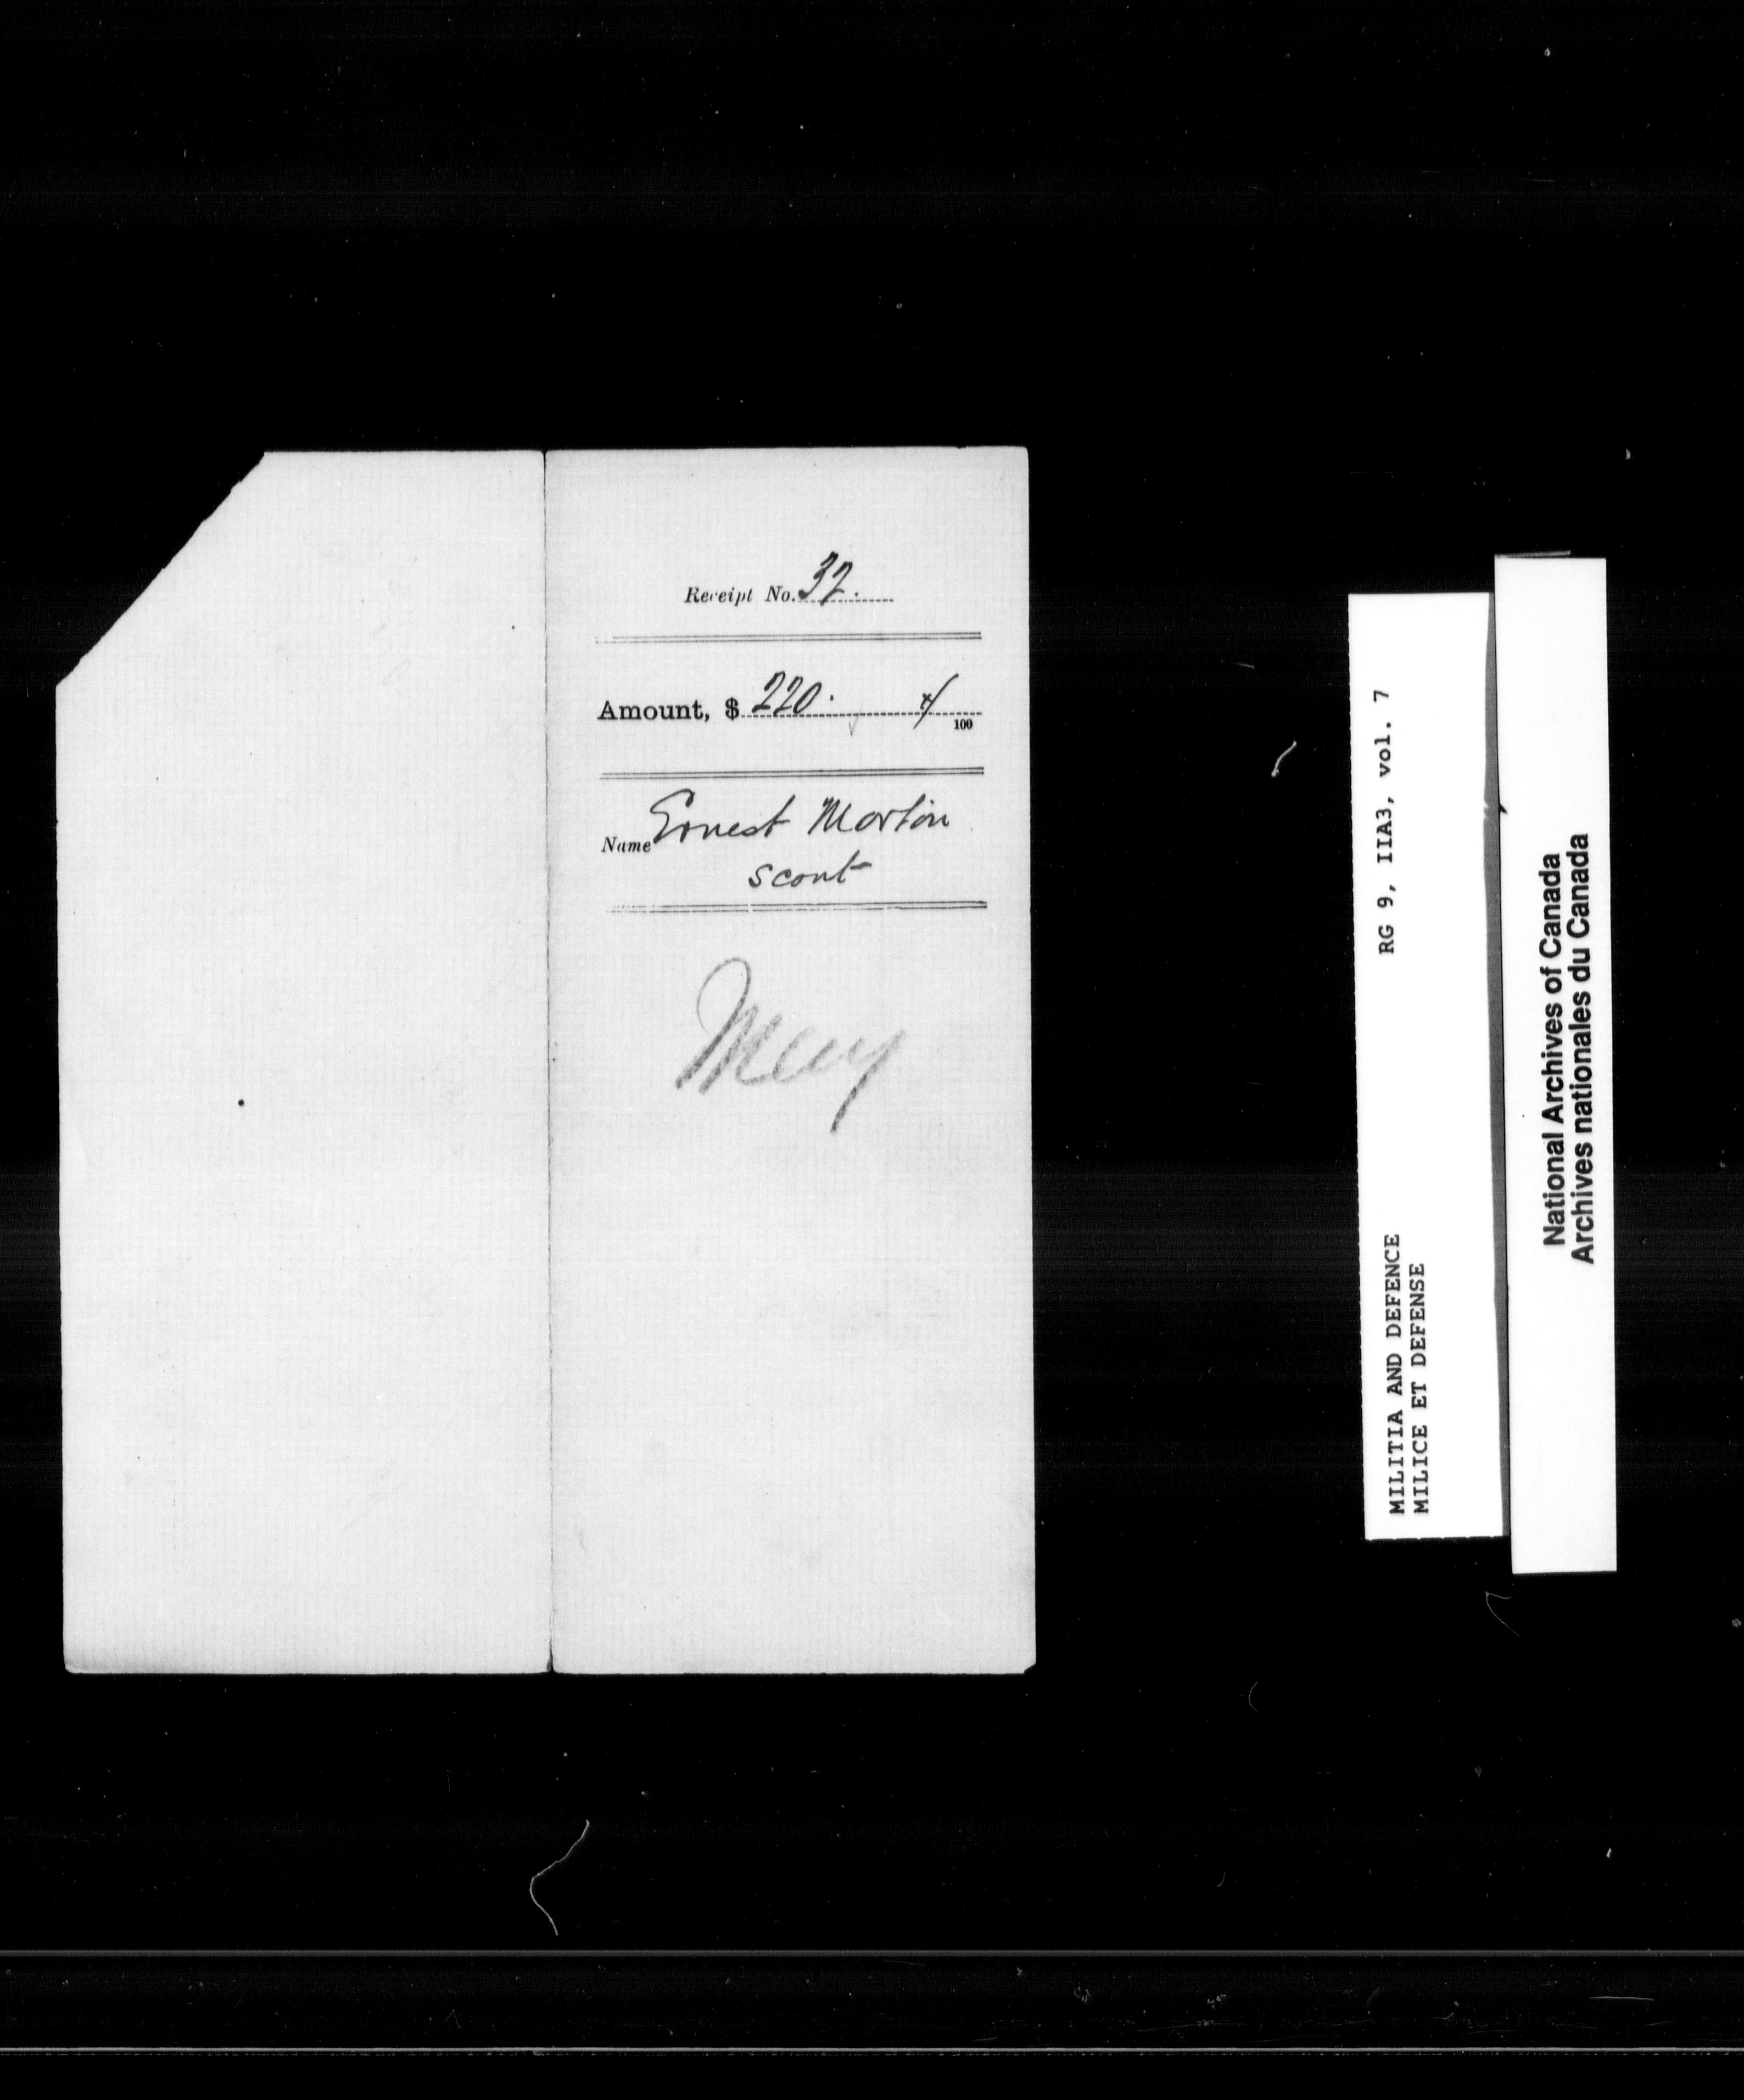 Receipt No. 37.
Amount, $ 220. x/100
Name Ernest Morton
scout
May
RG 9, IIA3, vol. 7
MILITIA AND DEFENCE
MILICE ET DEFENSE
National Archives of Canada
Archives nationales du Canada